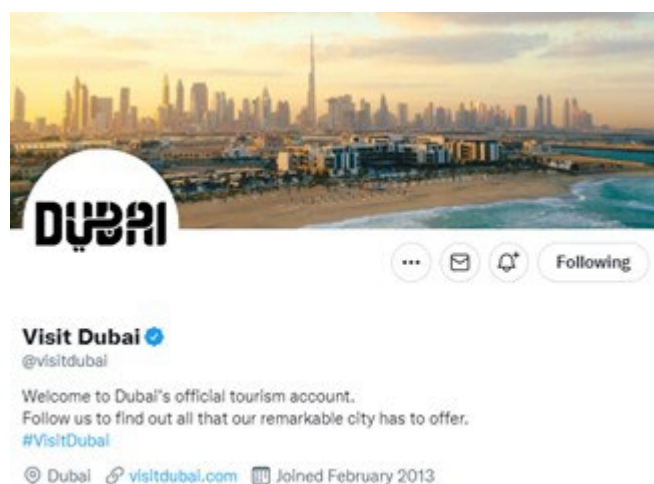 DUBAI
Following
Visit Dubai
@visitdubai
Welcome to Dubai's official tourism account.
Follow us to find out all that our remarkable city has to offer.
#VisitDubai
Dubai visitdubai.com Joined February 2013